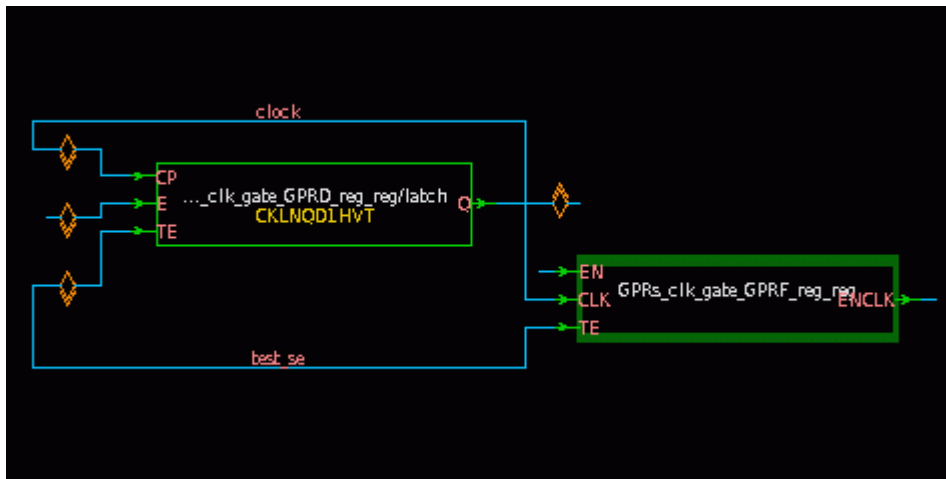 clock
CP
..._clk_gate_GPRD_reg_reg/latch
E
Q
CKLNQD1HVT
TE
EN
GPRs_clk_gate_GPRF_reg_reg
CLK
ENCLK
TE
test_se